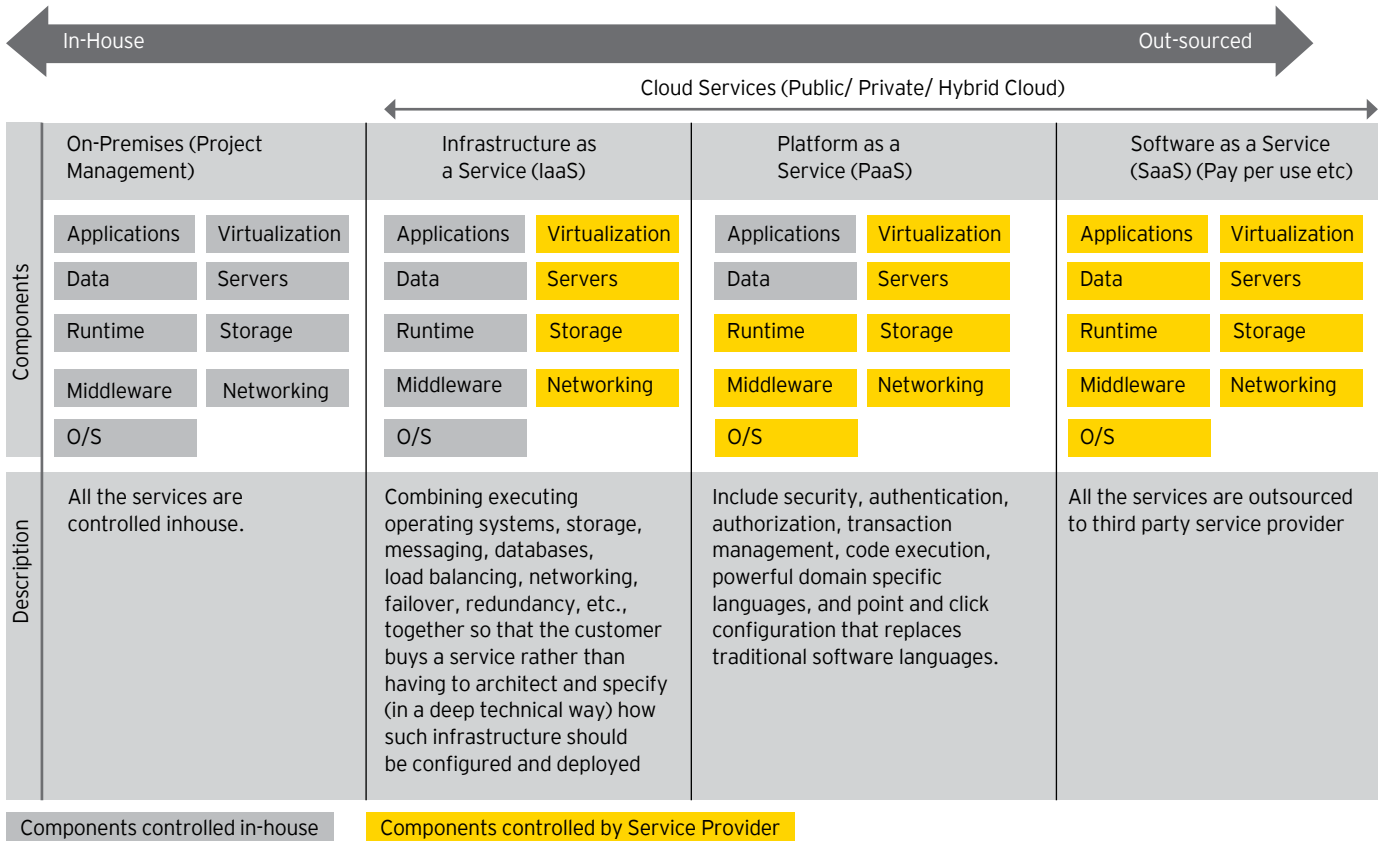 In-House
Out-sourced
Cloud Services (Public/ Private/ Hybrid Cloud)
Components
On-Premises (Project
Management)
Infrastructure as
a Service (IaaS)
Platform as a
Service (PaaS)
Software as a Service
(SaaS) (Pay per use etc)
Applications
Virtualization
Data
Servers
Runtime
Storage
Middleware
Networking
O/S
Applications
Virtualization
Data
Servers
Runtime
Storage
Middleware
Networking
O/S
Applications
Virtualization
Data
Servers
Runtime
Storage
Middleware
Networking
O/S
Applications
Virtualization
Data
Servers
Runtime
Storage
Middleware
Networking
O/S
Description
All the services are
controlled inhouse.
Combining executing
operating systems, storage,
messaging, databases,
load balancing, networking,
failover, redundancy, etc.,
together so that the customer
buys a service rather than
having to architect and specify
(in a deep technical way) how
such infrastructure should
be configured and deployed
Include security, authentication,
authorization, transaction
management, code execution,
powerful domain specific
languages, and point and click
configuration that replaces
traditional software languages.
All the services are outsourced
to third party service provider
Components controlled in-house
Components controlled by Service Provider